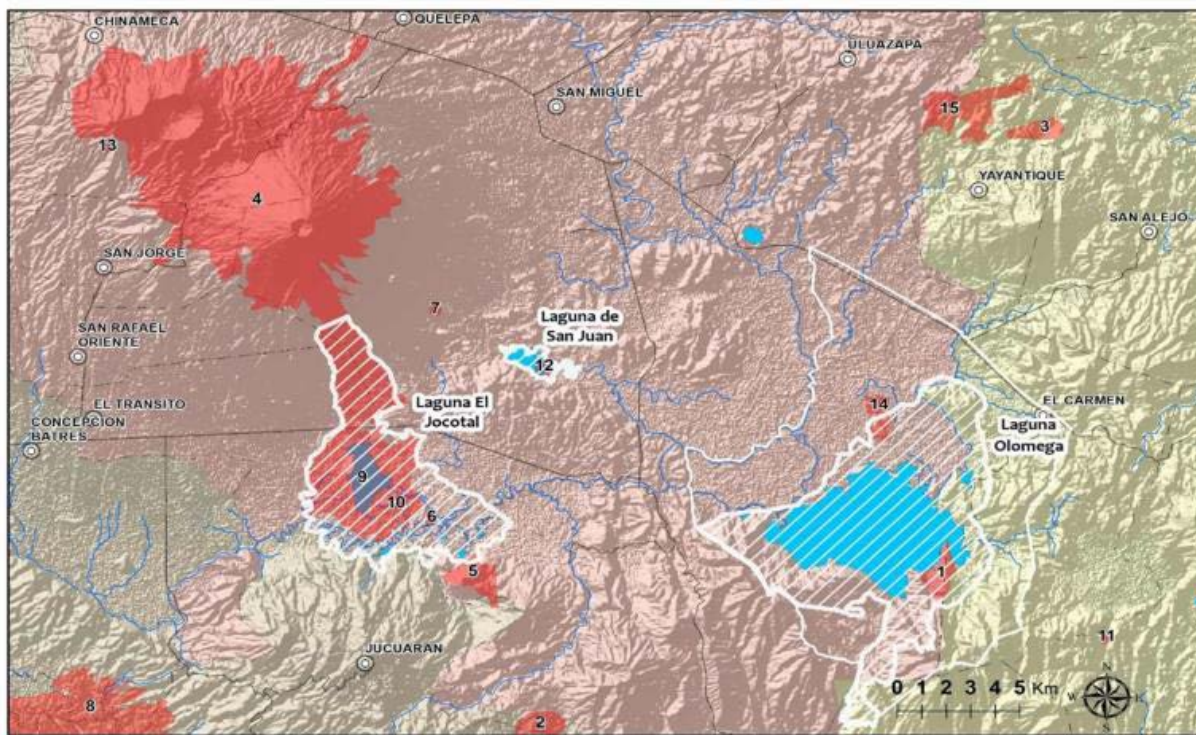 CHINAMECA
QUELEPA
ULUAZAPA
SAN MIGUEL
15
3
13
YAYANTIQUE
4
SAN ALEJO
SAN JORGE
7
Laguna de
San Juan
SAN RAFAEL
ORIENTE
12
EL TRANSITO
Laguna El
Jocotal
14
EL CARMEN
CONCEPCION
BATRES
Laguna
Olomega
9
10
6
5
1
11
JUCUARAN
0 1 2 3 4 5 Km
N
W
E
S
8
2